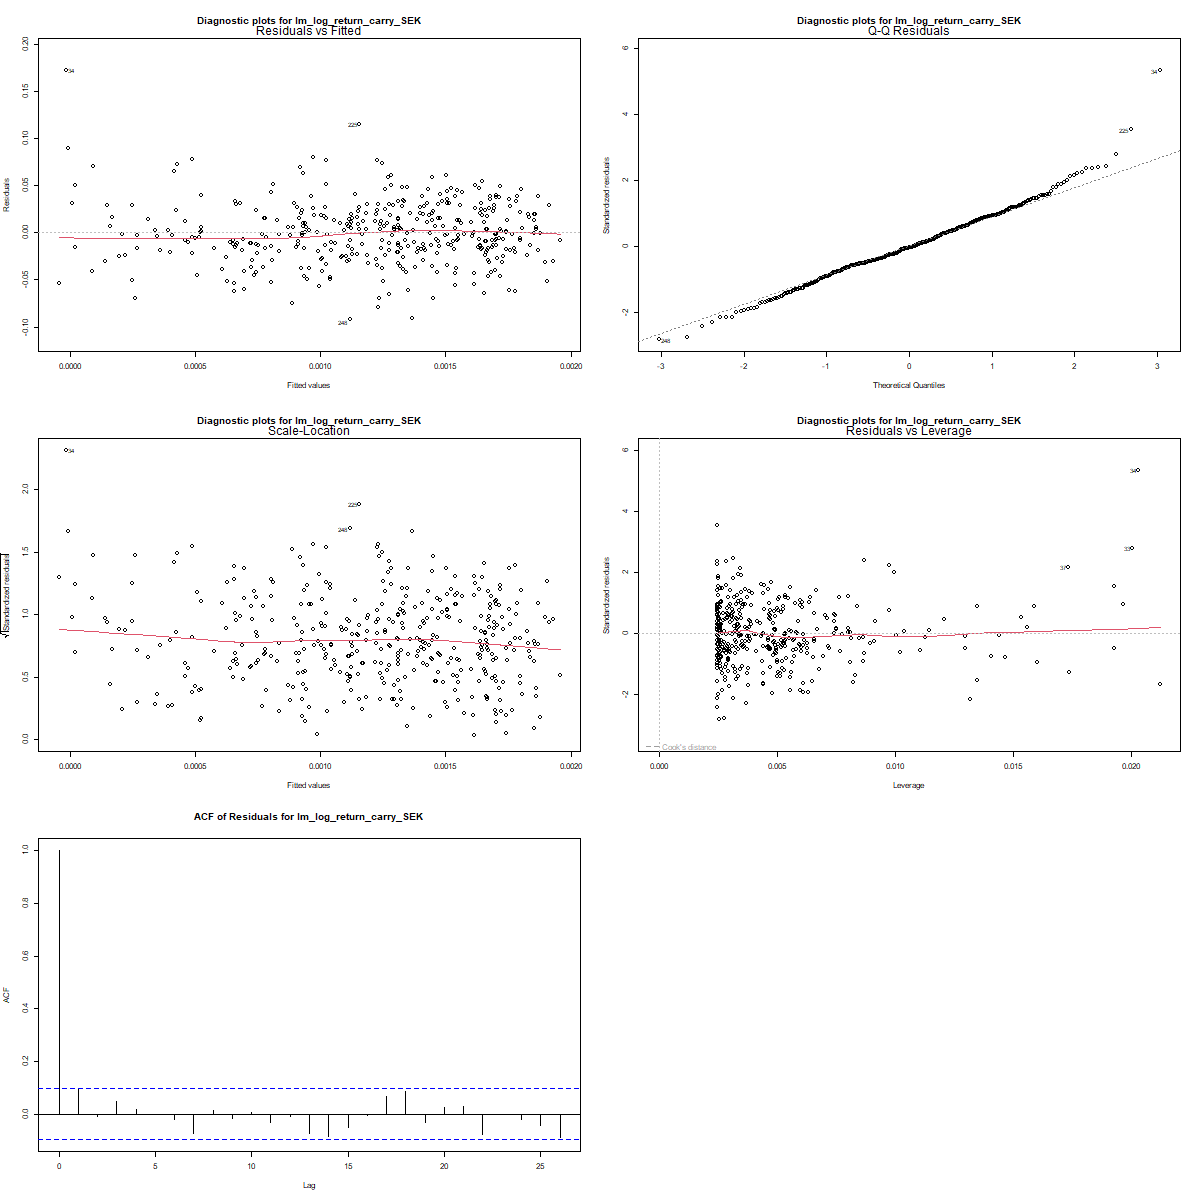 Diagnostic plots for lm_log_return_carry_SEK
Residuals vs Fitted
Residuals
0.20
0.15
0.10
0.05
0.00
-0.05
-0.10
34
225
248
0.0000 0.0005 0.0010 0.0015 0.0020
Fitted values
Diagnostic plots for lm_log_return_carry_SEK
Q-Q Residuals
Standardized residuals
6
4
2
0
-2
34
225
248
-3 -2 -1 0 1 2 3
Theoretical Quantiles
Diagnostic plots for lm_log_return_carry_SEK
Scale-Location
√|Standardized residuals|
2.0
1.5
1.0
0.5
0.0
34
225
248
0.0000 0.0005 0.0010 0.0015 0.0020
Fitted values
Diagnostic plots for lm_log_return_carry_SEK
Residuals vs Leverage
Standardized residuals
6
4
2
0
-2
34
33
37
Cook's distance
0.000 0.005 0.010 0.015 0.020
Leverage
ACF of Residuals for lm_log_return_carry_SEK
ACF
1.0
0.8
0.6
0.4
0.2
0.0
0 5 10 15 20 25
Lag